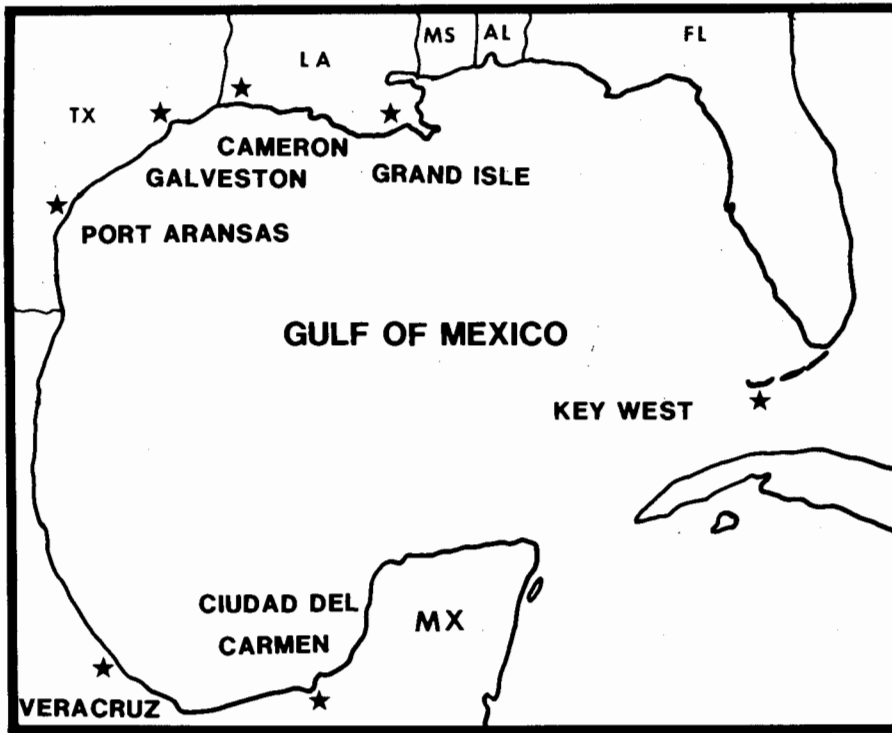 MS
AL
FL
LA
TX
CAMERON
GALVESTON
GRAND ISLE
PORT ARANSAS
GULF OF MEXICO
KEY WEST
CIUDAD DEL
CARMEN
MX
VERACRUZ